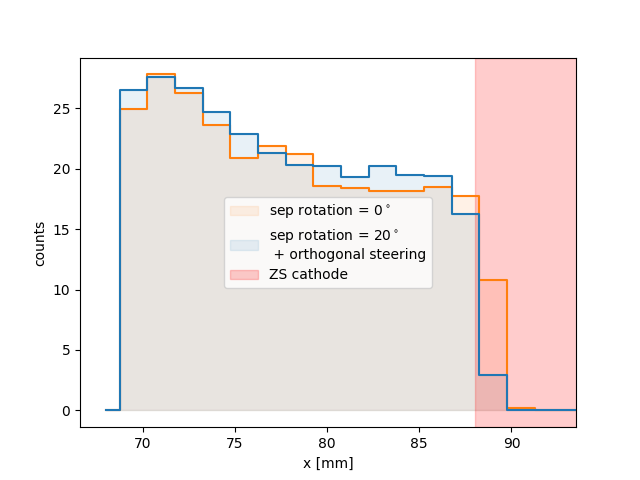 25
20
15
10
5
0
counts
sep rotation = 0°
sep rotation = 20°
+ orthogonal steering
ZS cathode
70 75 80 85 90
x [mm]